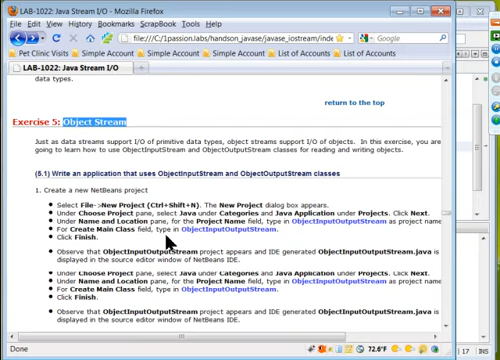 LAB-1022: Java Stream I/O - Mozilla Firefox
File Edit View History Bookmarks ScrapBook Tools Help
file:///C:/1passion.labs/handson_javase/javase_iostream/inde
Google
Pet Clinic Visits Simple Account Simple Account List of Accounts List of Accounts
LAB-1022: Java Stream I/O
data types.
return to the top
Exercise 5: Object Stream
Just as data streams support I/O of primitive data types, object streams support I/O of objects. In this exercise, you are
going to learn how to use ObjectInputStream and ObjectOutputStream classes for reading and writing objects.
(5.1) Write an application that uses ObjectInputStream and ObjectOutputStream classes
1. Create a new NetBeans project
Select File->New Project (Ctrl+Shift+N). The New Project dialog box appears.
Under Choose Project pane, select Java under Categories and Java Application under Projects. Click Next.
Under Name and Location pane, for the Project Name field, type in ObjectInputOutputStream as project name
For Create Main Class field, type in ObjectInputOutputStream.
Click Finish.
Observe that ObjectInputOutputStream project appears and IDE generated ObjectInputOutputStream.java is
displayed in the source editor window of NetBeans IDE.
Under Choose Project pane, select Java under Categories and Java Application under Projects. Click Next.
Under Name and Location pane, for the Project Name field, type in ObjectInputOutputStream as project name
For Create Main Class field, type in ObjectInputOutputStream.
Click Finish.
Observe that ObjectInputOutputStream project appears and IDE generated ObjectInputOutputStream.java is
displayed in the source editor window of NetBeans IDE.
Done 72.6°F
17 INS